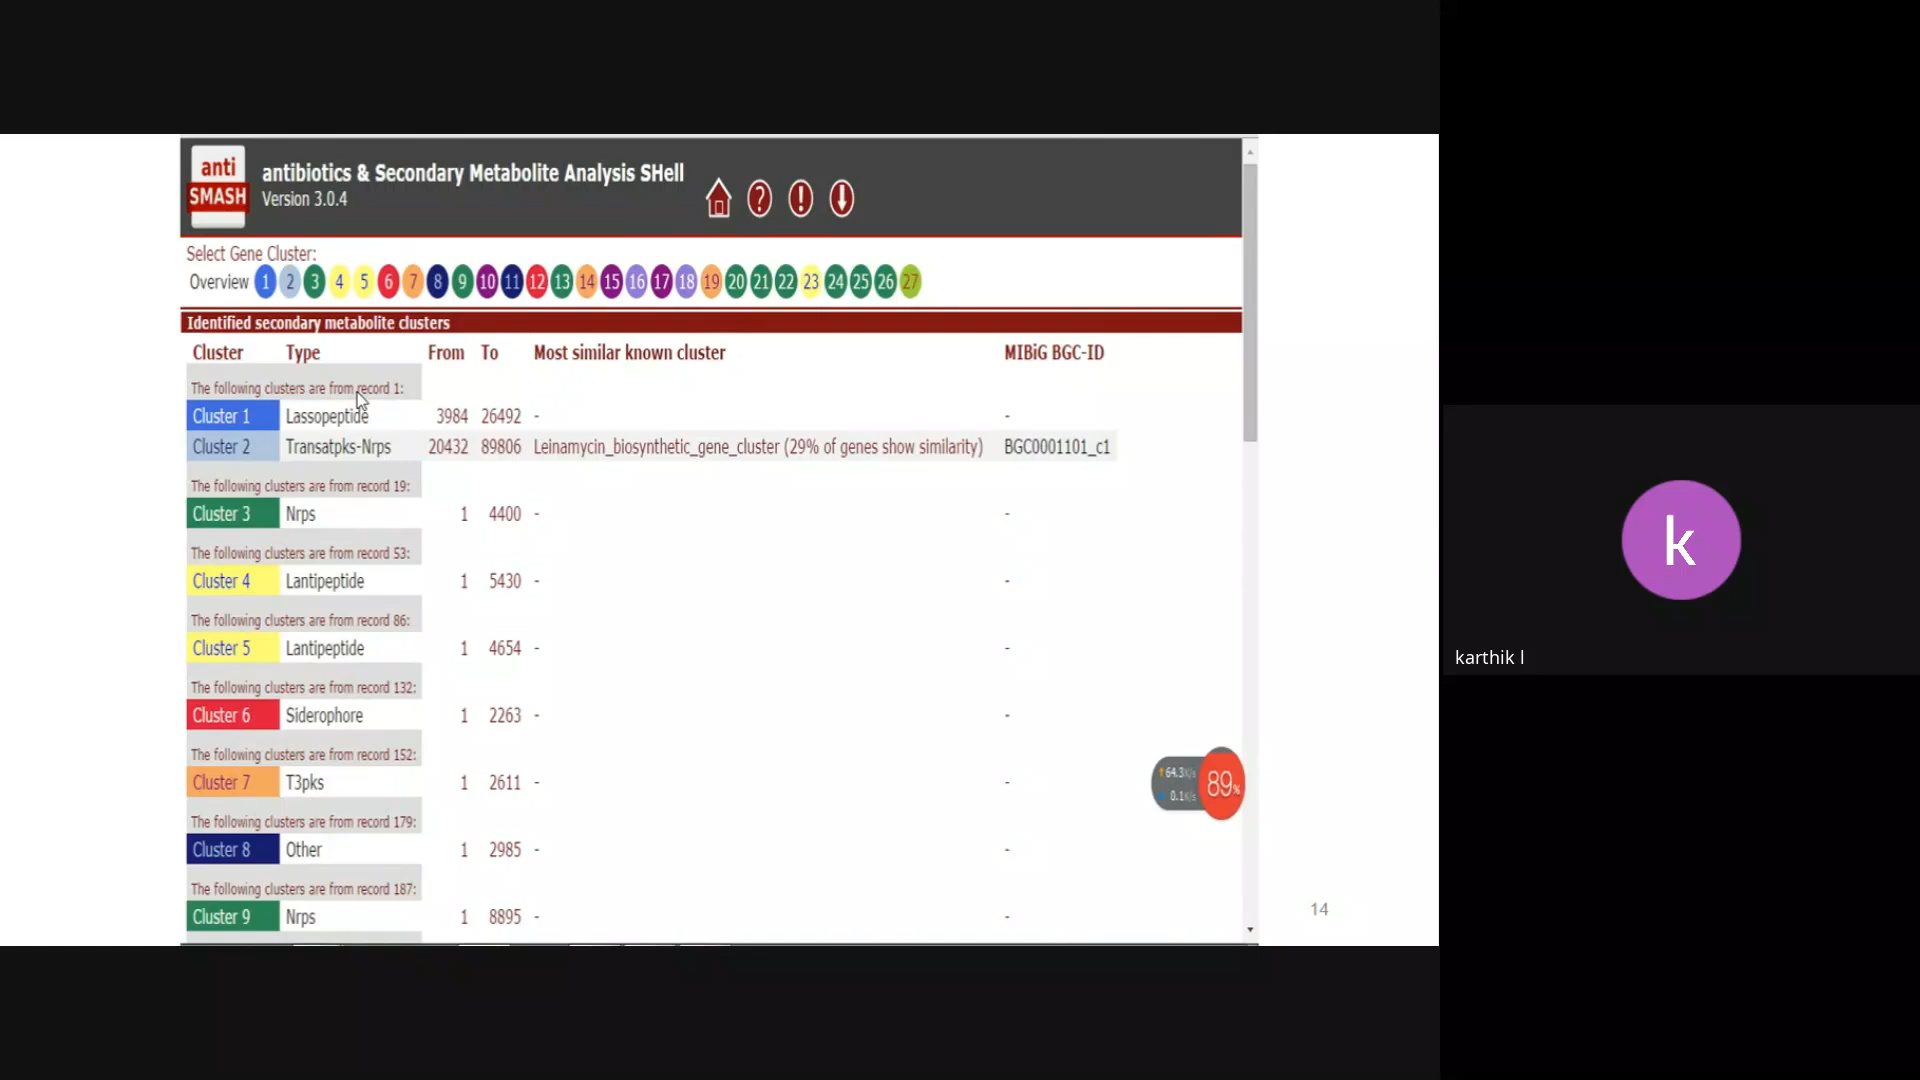 anti
SMASH
antibiotics & Secondary Metabolite Analysis SHell
Version 3.0.4
Select Gene Cluster:
Overview 1 2 3 4 5 6 7 8 9 10 11 12 13 14 15 16 17 18 19 20 21 22 23 24 25 26 27
Identified secondary metabolite clusters
Cluster Type From To Most similar known cluster MIBiG BGC-ID
The following clusters are from record 1:
Cluster 1 Lassopeptide 3984 26492 - -
Cluster 2 Transatpks-Nrps 20432 89806 Leinamycin_biosynthetic_gene_cluster (29% of genes show similarity) BGC0001101_c1
The following clusters are from record 19:
Cluster 3 Nrps 1 4400 - -
The following clusters are from record 53:
Cluster 4 Lantipeptide 1 5430 - -
The following clusters are from record 86:
Cluster 5 Lantipeptide 1 4654 - -
The following clusters are from record 132:
Cluster 6 Siderophore 1 2263 - -
The following clusters are from record 152:
Cluster 7 T3pks 1 2611 - -
The following clusters are from record 179:
Cluster 8 Other 1 2985 - -
The following clusters are from record 187:
Cluster 9 Nrps 1 8895 - -
64.3K/s
0.1K/s
89%
14
k
karthik l